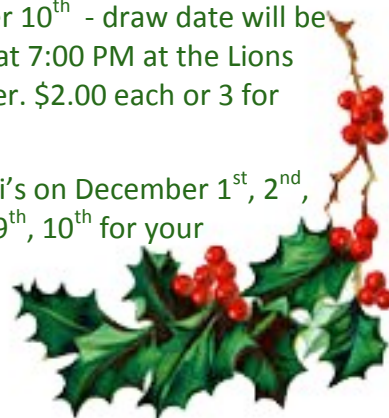 er 10th - draw date will be
at 7:00 PM at the Lions
er. $2.00 each or 3 for
i's on December 1st, 2nd,
9th, 10th for your